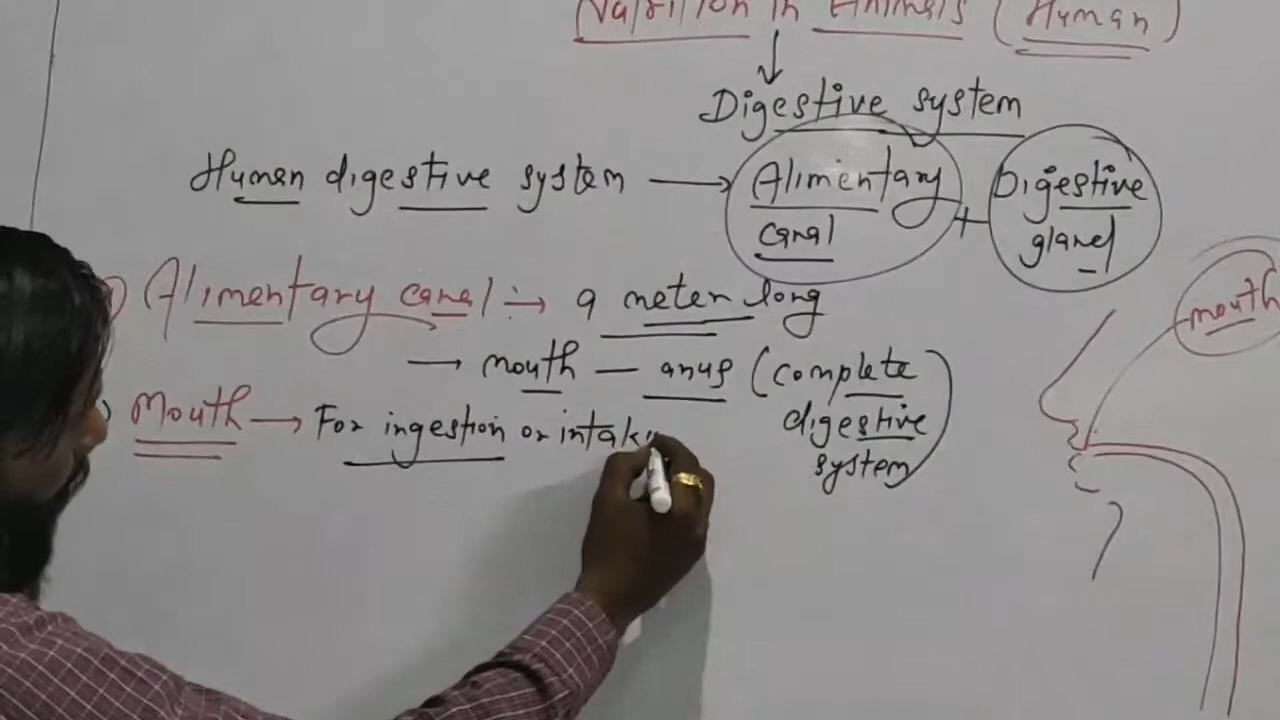 Nutrition in Animals (Human)
Digestive system
Human digestive system → Alimentary canal + Digestive gland
Alimentary canal :→ 9 meter long
→ mouth — anus (complete digestive system)
Mouth → For ingestion or intak
mouth